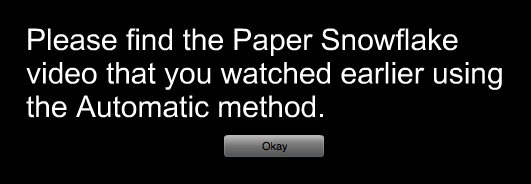 Please find the Paper Snowflake
video that you watched earlier using
the Automatic method.
Okay